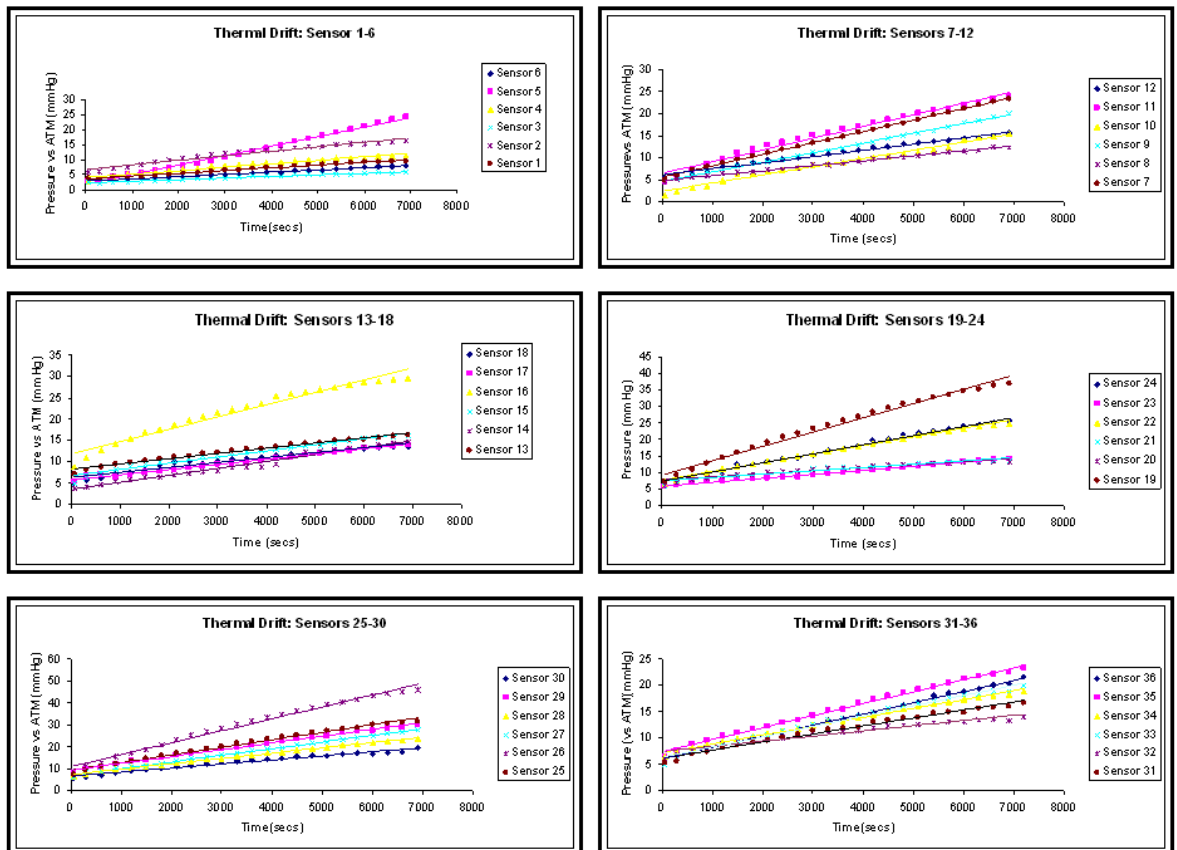 Thermal Drift: Sensor 1-6
Pressure vs ATM (mmHg)
30
25
20
15
10
5
0
0 1000 2000 3000 4000 5000 6000 7000 8000
Time(secs)
Sensor 6
Sensor 5
Sensor 4
Sensor 3
Sensor 2
Sensor 1
Thermal Drift: Sensors 7-12
Pressurevs ATM (mmHg)
30
25
20
15
10
5
0
0 1000 2000 3000 4000 5000 6000 7000 8000
Time (secs)
Sensor 12
Sensor 11
Sensor 10
Sensor 9
Sensor 8
Sensor 7
Thermal Drift: Sensors 13-18
Pressure vs ATM (mmHg)
35
30
25
20
15
10
5
0
0 1000 2000 3000 4000 5000 6000 7000 8000
Time (secs)
Sensor 18
Sensor 17
Sensor 16
Sensor 15
Sensor 14
Sensor 13
Thermal Drift: Sensors 19-24
Pressure (mmHg)
45
40
35
30
25
20
15
10
5
0
0 1000 2000 3000 4000 5000 6000 7000 8000
Time (secs)
Sensor 24
Sensor 23
Sensor 22
Sensor 21
Sensor 20
Sensor 19
Thermal Drift: Sensors 25-30
Pressure vs ATM (mmHg)
60
50
40
30
20
10
0
0 1000 2000 3000 4000 5000 6000 7000 8000
Time(secs)
Sensor 30
Sensor 29
Sensor 28
Sensor 27
Sensor 26
Sensor 25
Thermal Drift: Sensors 31-36
Pressure (vs ATM)(mmHg)
25
20
15
10
5
0
0 1000 2000 3000 4000 5000 6000 7000 8000
Time(secs)
Sensor 36
Sensor 35
Sensor 34
Sensor 33
Sensor 32
Sensor 31